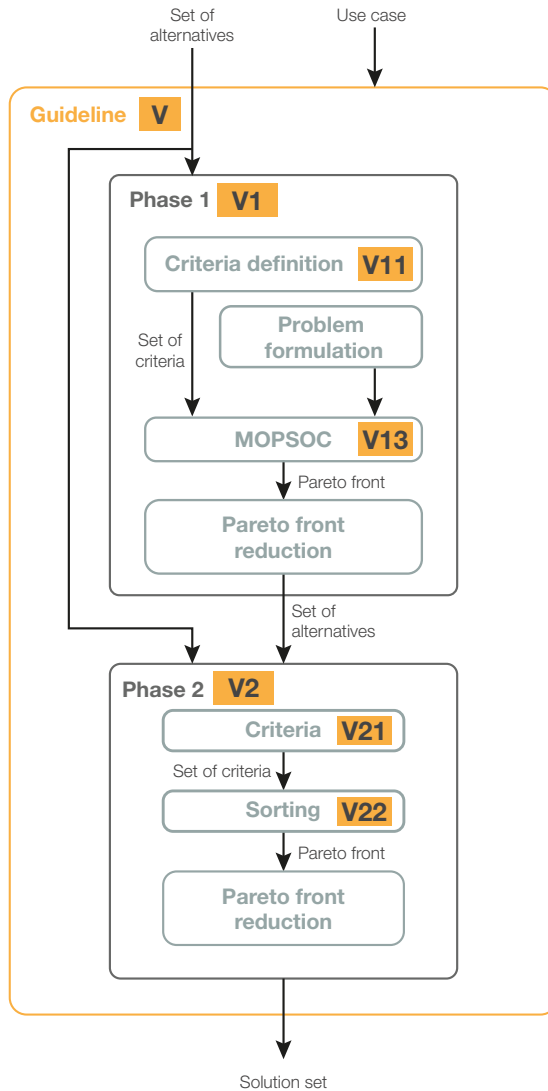 Set of
alternatives
Use case
Guideline V
Phase 1 V1
Criteria definition V11
Set of
criteria
Problem
formulation
MOPSOC V13
Pareto front
Pareto front
reduction
Set of
alternatives
Phase 2 V2
Criteria V21
Set of criteria
Sorting V22
Pareto front
Pareto front
reduction
Solution set